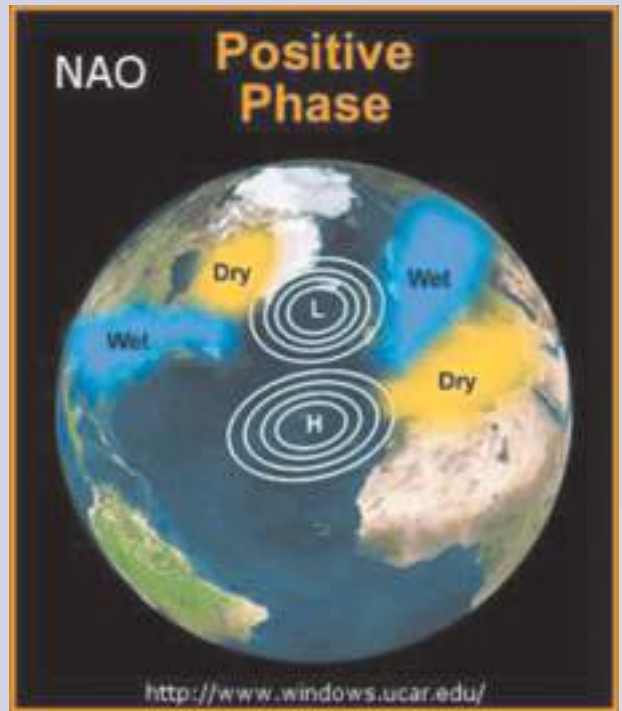 NAO
Positive
Phase
Dry
Wet
L
Wet
Dry
H
http://www.windows.ucar.edu/